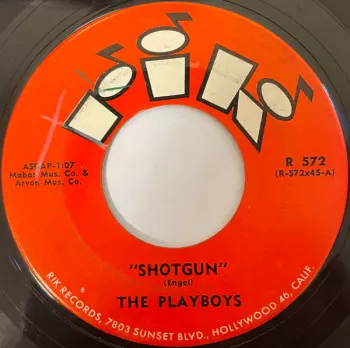 RIK
ASCAP-1:07
Mabar Mus. Co. &
Arvon Mus. Co.
R 572
(R-572x45-A)
"SHOTGUN"
(Engel)
THE PLAYBOYS
RIK RECORDS, 7803 SUNSET BLVD., HOLLYWOOD 46, CALIF.